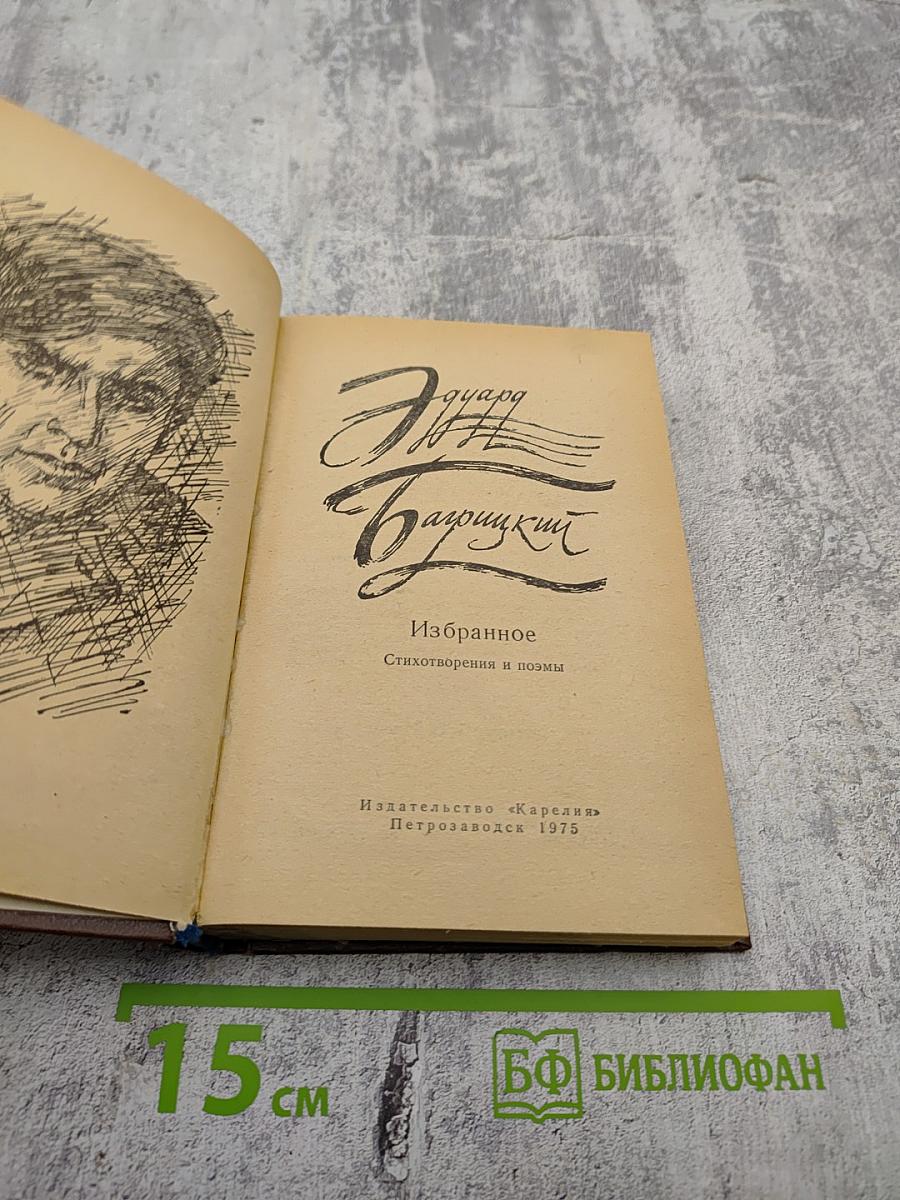 Эдуард
Багрицкий
Избранное
Стихотворения и поэмы
Издательство «Карелия»
Петрозаводск 1975
15 см
БФ БИБЛИОФАН